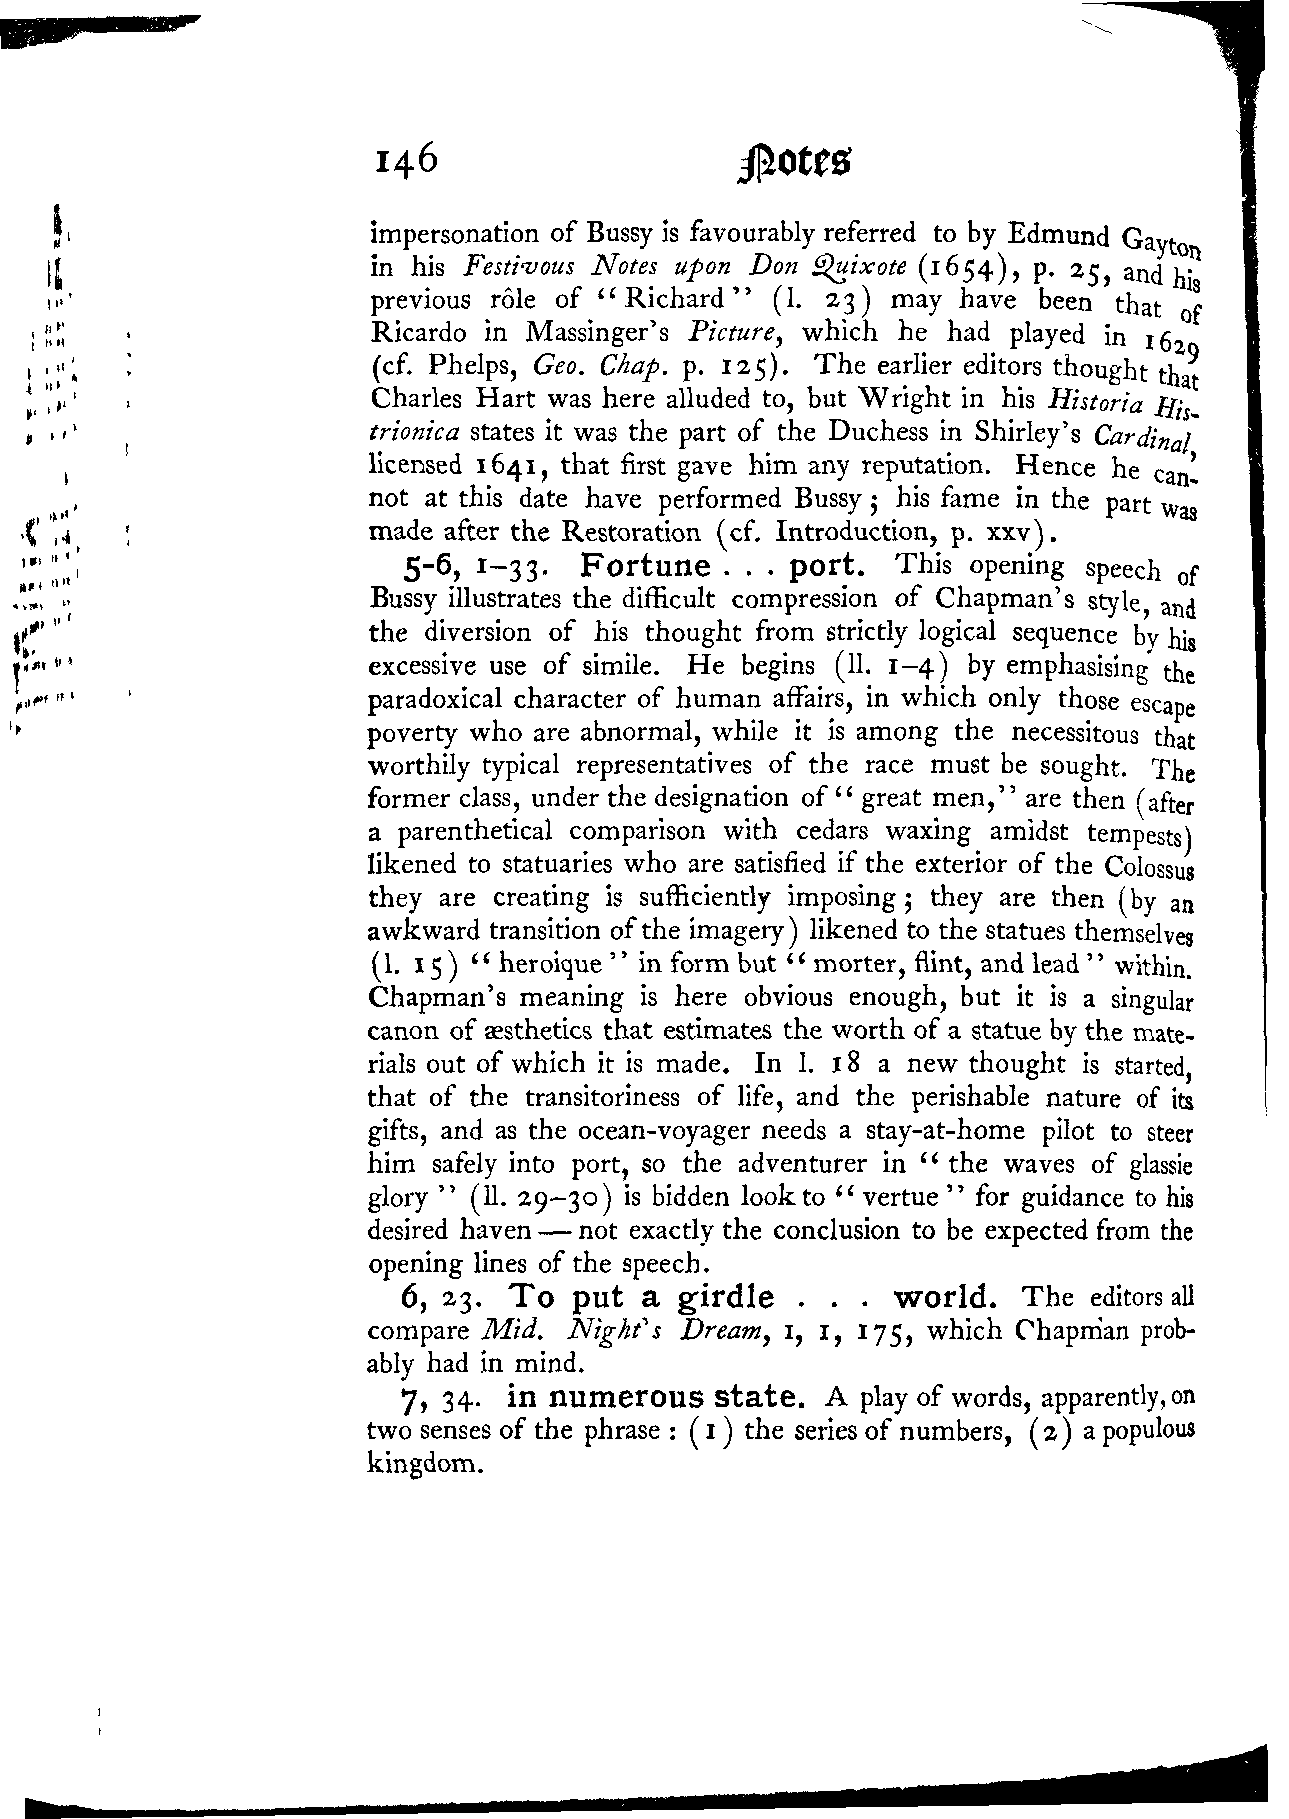 146 Notes
impersonation of Bussy is favourably referred to by Edmund Gayton
in his Festivous Notes upon Don Quixote (1654), p. 25, and his
previous rôle of “Richard” (l. 23) may have been that of
Ricardo in Massinger’s Picture, which he had played in 1629
(cf. Phelps, Geo. Chap. p. 125). The earlier editors thought that
Charles Hart was here alluded to, but Wright in his Historia His-
trionica states it was the part of the Duchess in Shirley’s Cardinal,
licensed 1641, that first gave him any reputation. Hence he can-
not at this date have performed Bussy; his fame in the part was
made after the Restoration (cf. Introduction, p. xxv).
5-6, 1–33. Fortune . . . port. This opening speech of
Bussy illustrates the difficult compression of Chapman’s style, and
the diversion of his thought from strictly logical sequence by his
excessive use of simile. He begins (ll. 1–4) by emphasising the
paradoxical character of human affairs, in which only those escape
poverty who are abnormal, while it is among the necessitous that
worthily typical representatives of the race must be sought. The
former class, under the designation of “great men,” are then (after
a parenthetical comparison with cedars waxing amidst tempests)
likened to statuaries who are satisfied if the exterior of the Colossus
they are creating is sufficiently imposing; they are then (by an
awkward transition of the imagery) likened to the statues themselves
(l. 15) “heroique” in form but “morter, flint, and lead” within.
Chapman’s meaning is here obvious enough, but it is a singular
canon of æsthetics that estimates the worth of a statue by the mate-
rials out of which it is made. In l. 18 a new thought is started,
that of the transitoriness of life, and the perishable nature of its
gifts, and as the ocean-voyager needs a stay-at-home pilot to steer
him safely into port, so the adventurer in “the waves of glassie
glory” (ll. 29–30) is bidden look to “vertue” for guidance to his
desired haven — not exactly the conclusion to be expected from the
opening lines of the speech.
6, 23. To put a girdle . . . world. The editors all
compare Mid. Night’s Dream, 1, 1, 175, which Chapman prob-
ably had in mind.
7, 34. in numerous state. A play of words, apparently, on
two senses of the phrase: (1) the series of numbers, (2) a populous
kingdom.